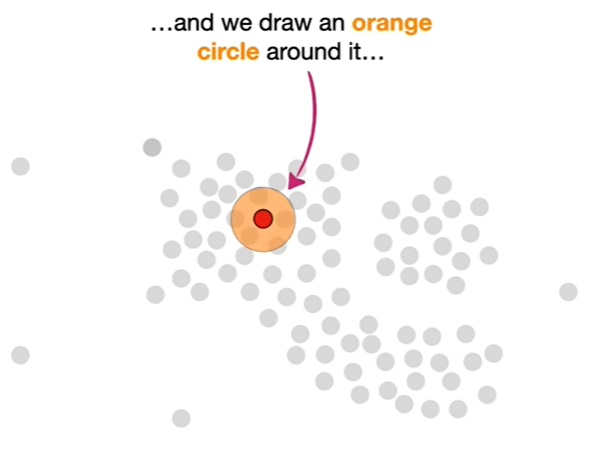 …and we draw an orange
circle around it…